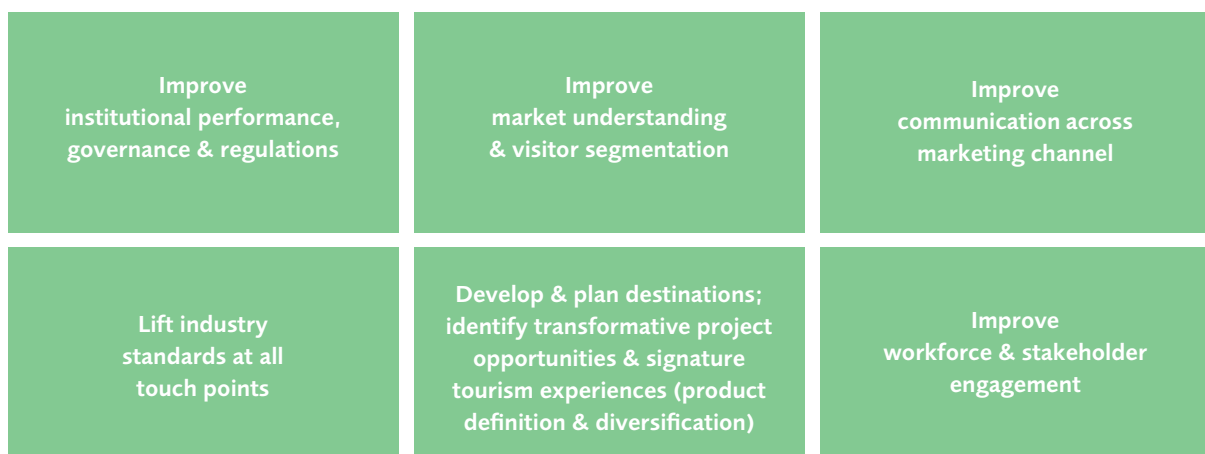 Improve
institutional performance,
governance & regulations
Improve
market understanding
& visitor segmentation
Improve
communication across
marketing channel
Lift industry
standards at all
touch points
Develop & plan destinations;
identify transformative project
opportunities & signature
tourism experiences (product
definition & diversification)
Improve
workforce & stakeholder
engagement